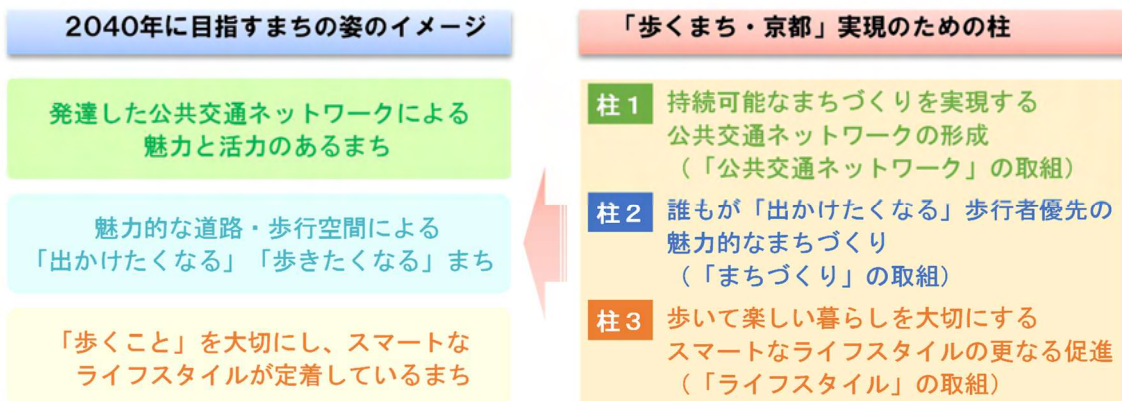 2040年に目指すまちの姿のイメージ
発達した公共交通ネットワークによる
魅力と活力のあるまち
魅力的な道路・歩行空間による
「出かけたくなる」「歩きたくなる」まち
「歩くこと」を大切にし、スマートな
ライフスタイルが定着しているまち
「歩くまち・京都」実現のための柱
柱1 持続可能なまちづくりを実現する
公共交通ネットワークの形成
(「公共交通ネットワーク」の取組)
柱2 誰もが「出かけたくなる」歩行者優先の
魅力的なまちづくり
(「まちづくり」の取組)
柱3 歩いて楽しい暮らしを大切にする
スマートなライフスタイルの更なる促進
(「ライフスタイル」の取組)